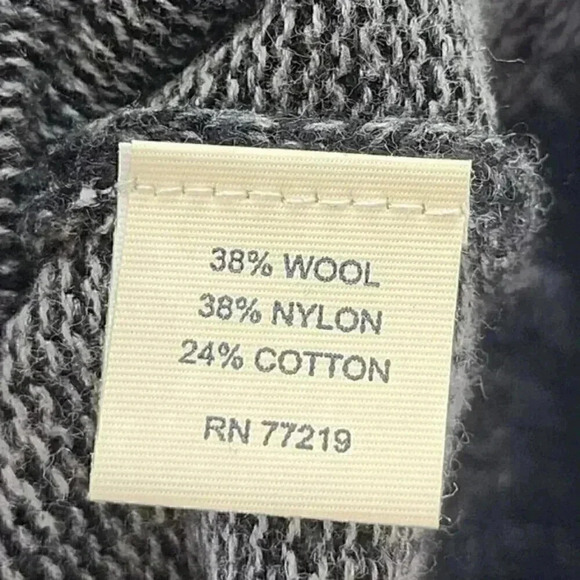 38% WOOL
38% NYLON
24% COTTON
RN 77219